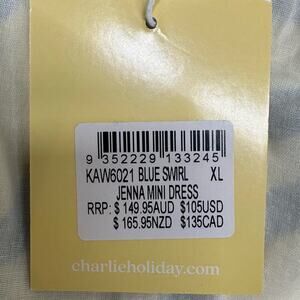 9 352229 133245
KAW6021 BLUE SWIRL XL
JENNA MINI DRESS
RRP: $ 149.95AUD $105USD
$ 165.95NZD $135CAD
charlieholiday.com